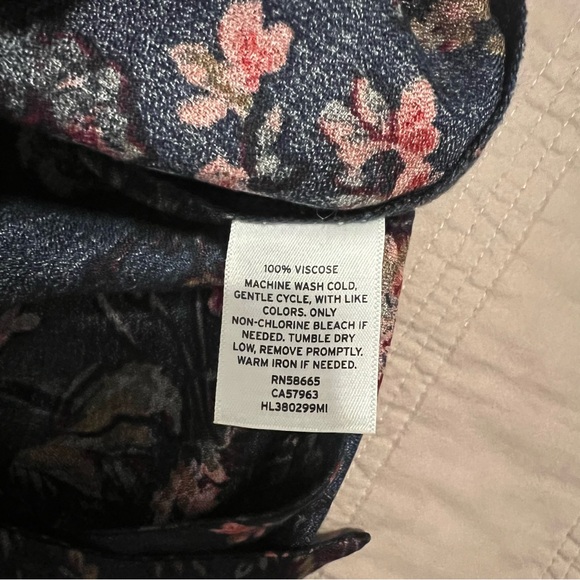 100% VISCOSE
MACHINE WASH COLD,
GENTLE CYCLE, WITH LIKE
COLORS. ONLY
NON-CHLORINE BLEACH IF
NEEDED. TUMBLE DRY
LOW, REMOVE PROMPTLY.
WARM IRON IF NEEDED.
RN58665
CA57963
HL380299MI